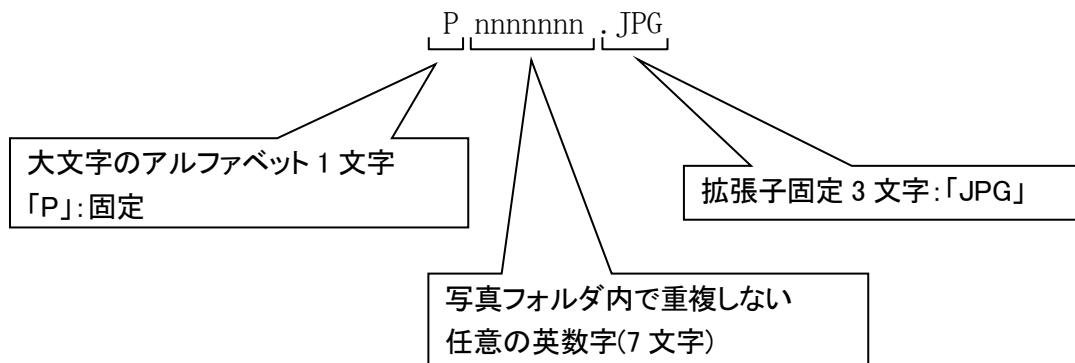 P nnnnnnn . JPG
大文字のアルファベット 1 文字
「P」：固定
拡張子固定 3 文字：「JPG」
写真フォルダ内で重複しない
任意の英数字(7 文字)